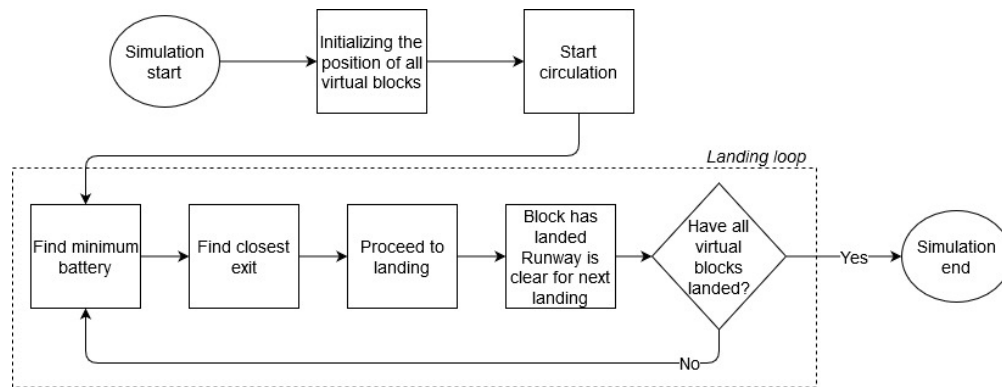 Simulation
start
Initializing the
position of all
virtual blocks
Start
circulation
Landing loop
Find minimum
battery
Find closest
exit
Proceed to
landing
Block has
landed
Runway is
clear for next
landing
Have all
virtual
blocks
landed?
Yes
Simulation
end
No